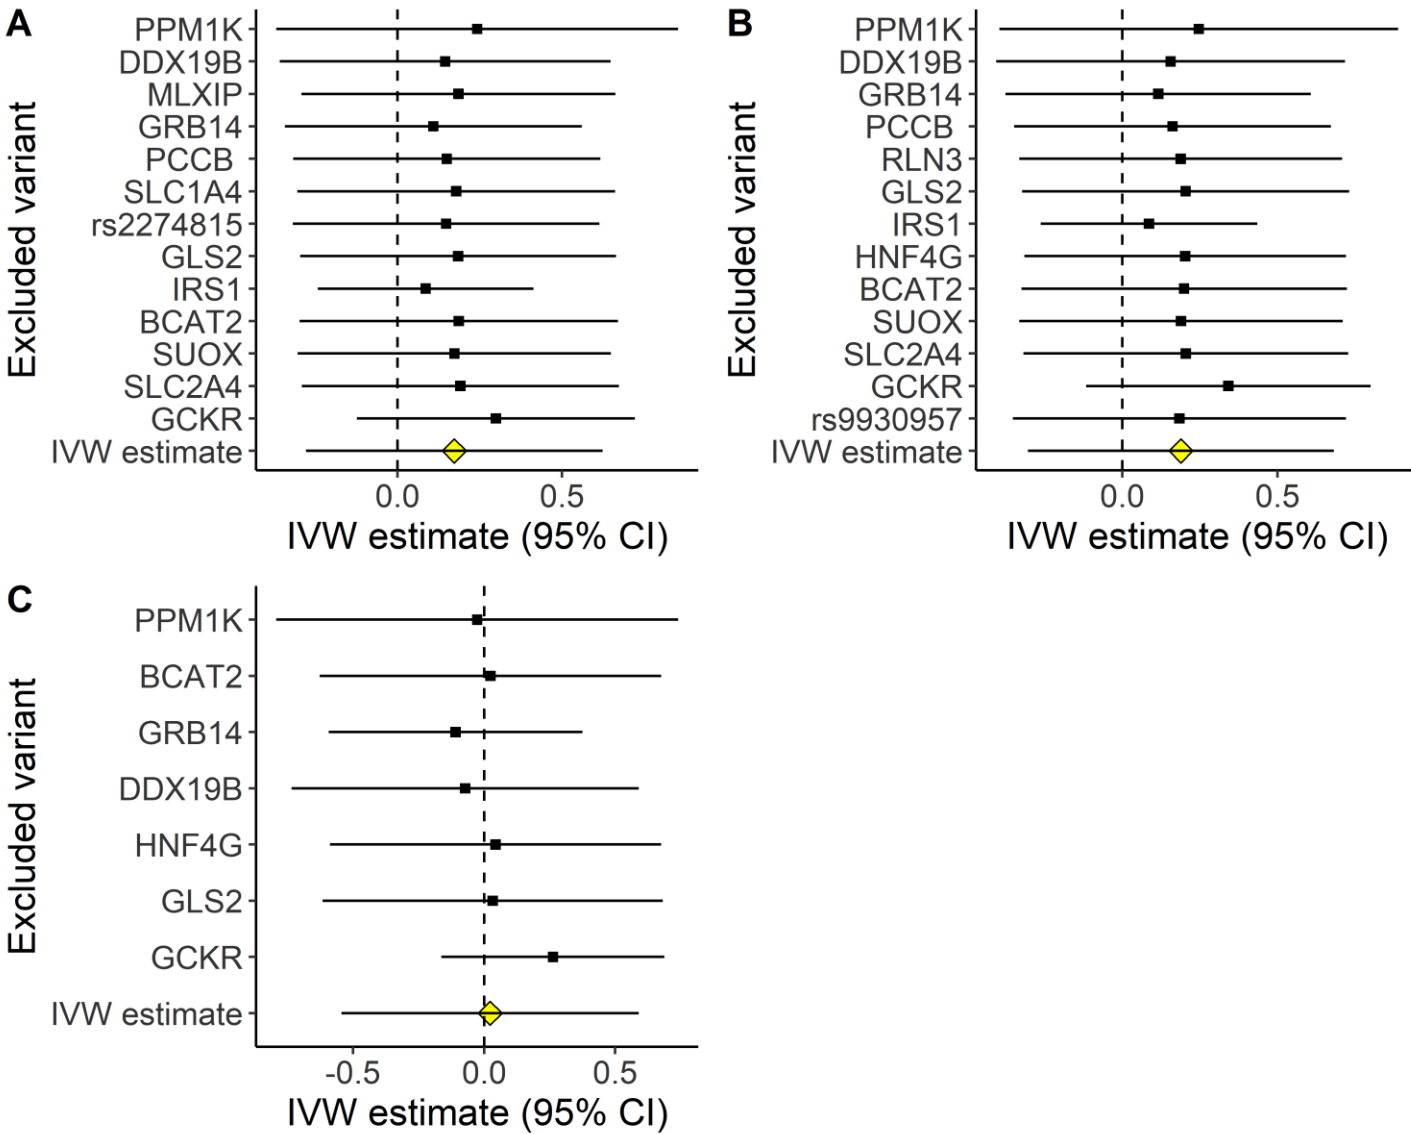 A
Excluded variant
PPM1K
DDX19B
MLXIP
GRB14
PCCB
SLC1A4
rs2274815
GLS2
IRS1
BCAT2
SUOX
SLC2A4
GCKR
IVW estimate
0.0 0.5
IVW estimate (95% CI)
B
Excluded variant
PPM1K
DDX19B
GRB14
PCCB
RLN3
GLS2
IRS1
HNF4G
BCAT2
SUOX
SLC2A4
GCKR
rs9930957
IVW estimate
0.0 0.5
IVW estimate (95% CI)
C
Excluded variant
PPM1K
BCAT2
GRB14
DDX19B
HNF4G
GLS2
GCKR
IVW estimate
-0.5 0.0 0.5
IVW estimate (95% CI)